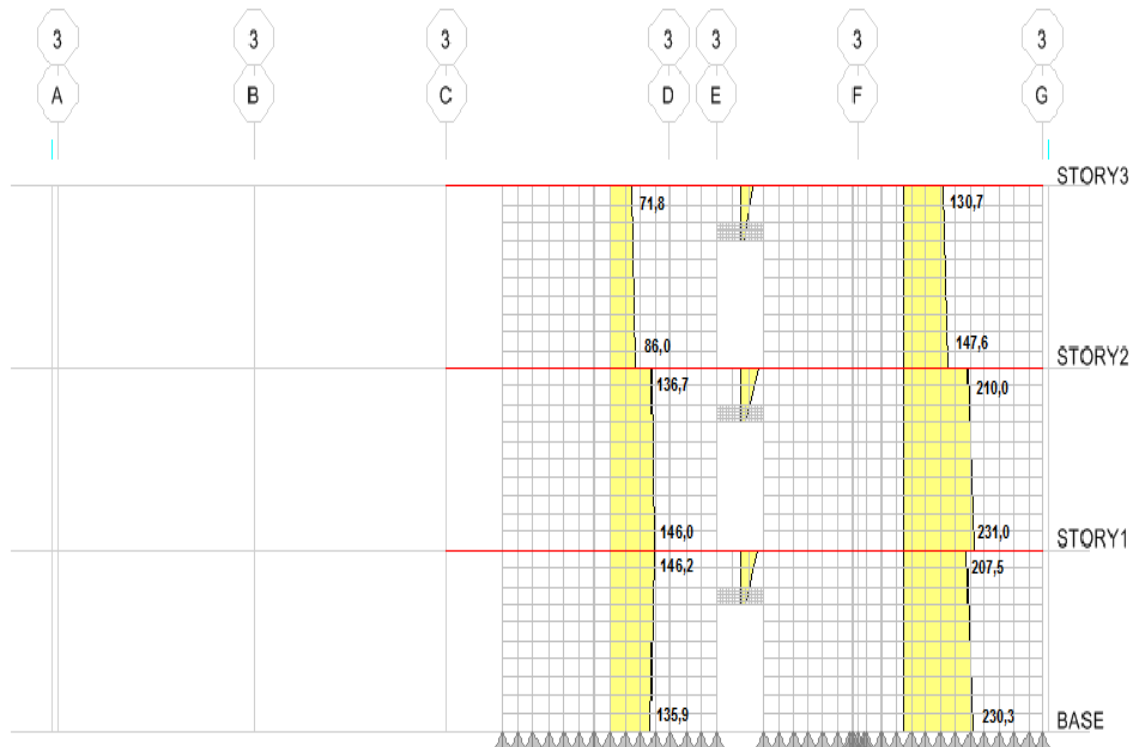 3 3 3 3 3 3 3
A B C D E F G
STORY3
71,8 130,7
86,0 147,6
STORY2
136,7 210,0
146,0 231,0
STORY1
146,2 207,5
135,9 230,3
BASE